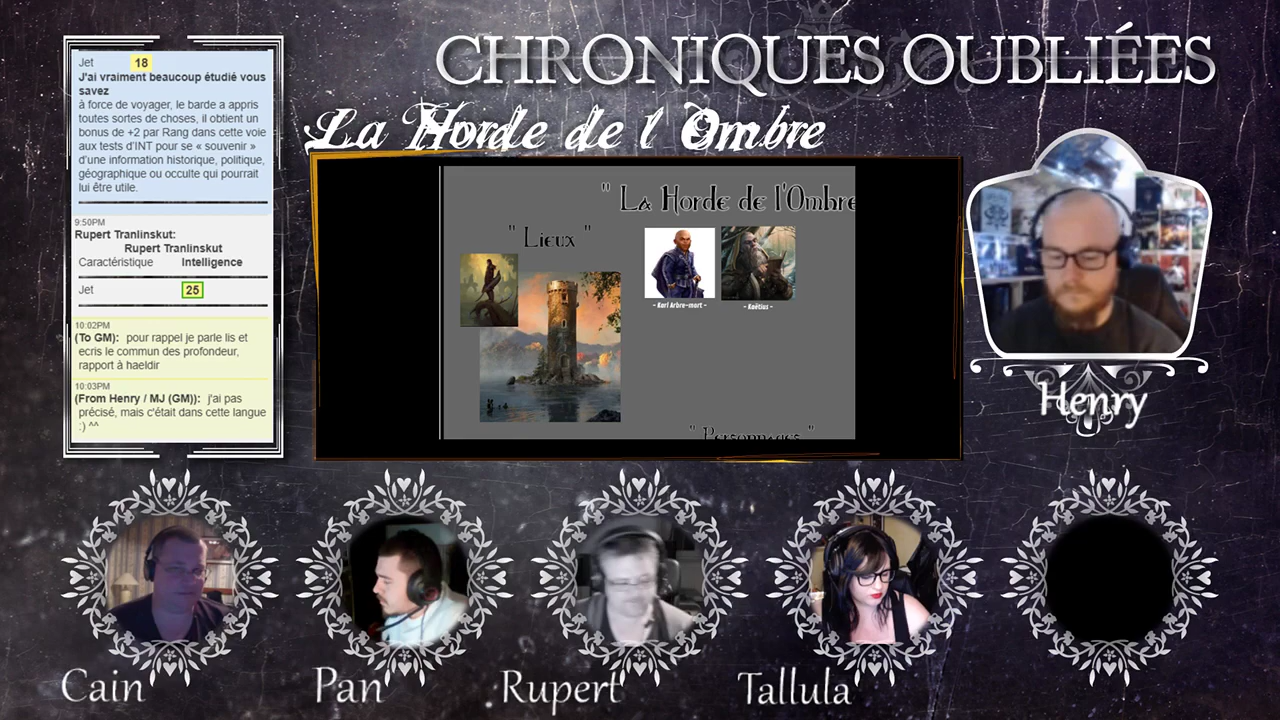 CHRONIQUES OUBLIÉES
La Horde de l'Ombre
Jet 18
J'ai vraiment beaucoup étudié vous
savez
à force de voyager, le barde a appris
toutes sortes de choses, il obtient un
bonus de +2 par Rang dans cette voie
aux tests d'INT pour se « souvenir »
d'une information historique, politique,
géographique ou occulte qui pourrait
lui être utile.
9:50PM
Rupert Tranlinskut:
Rupert Tranlinskut
Caractéristique Intelligence
Jet 25
10:02PM
(To GM): pour rappel je parle lis et
ecris le commun des profondeur,
rapport à haeldir
10:03PM
(From Henry / MJ (GM)): j'ai pas
précisé, mais c'était dans cette langue
:) ^^
" La Horde de l'Ombre
" Lieux "
- Karl Arbre-mort -
- Kaëtius -
" Personnages "
Henry
Cain
Pan
Rupert
Tallula